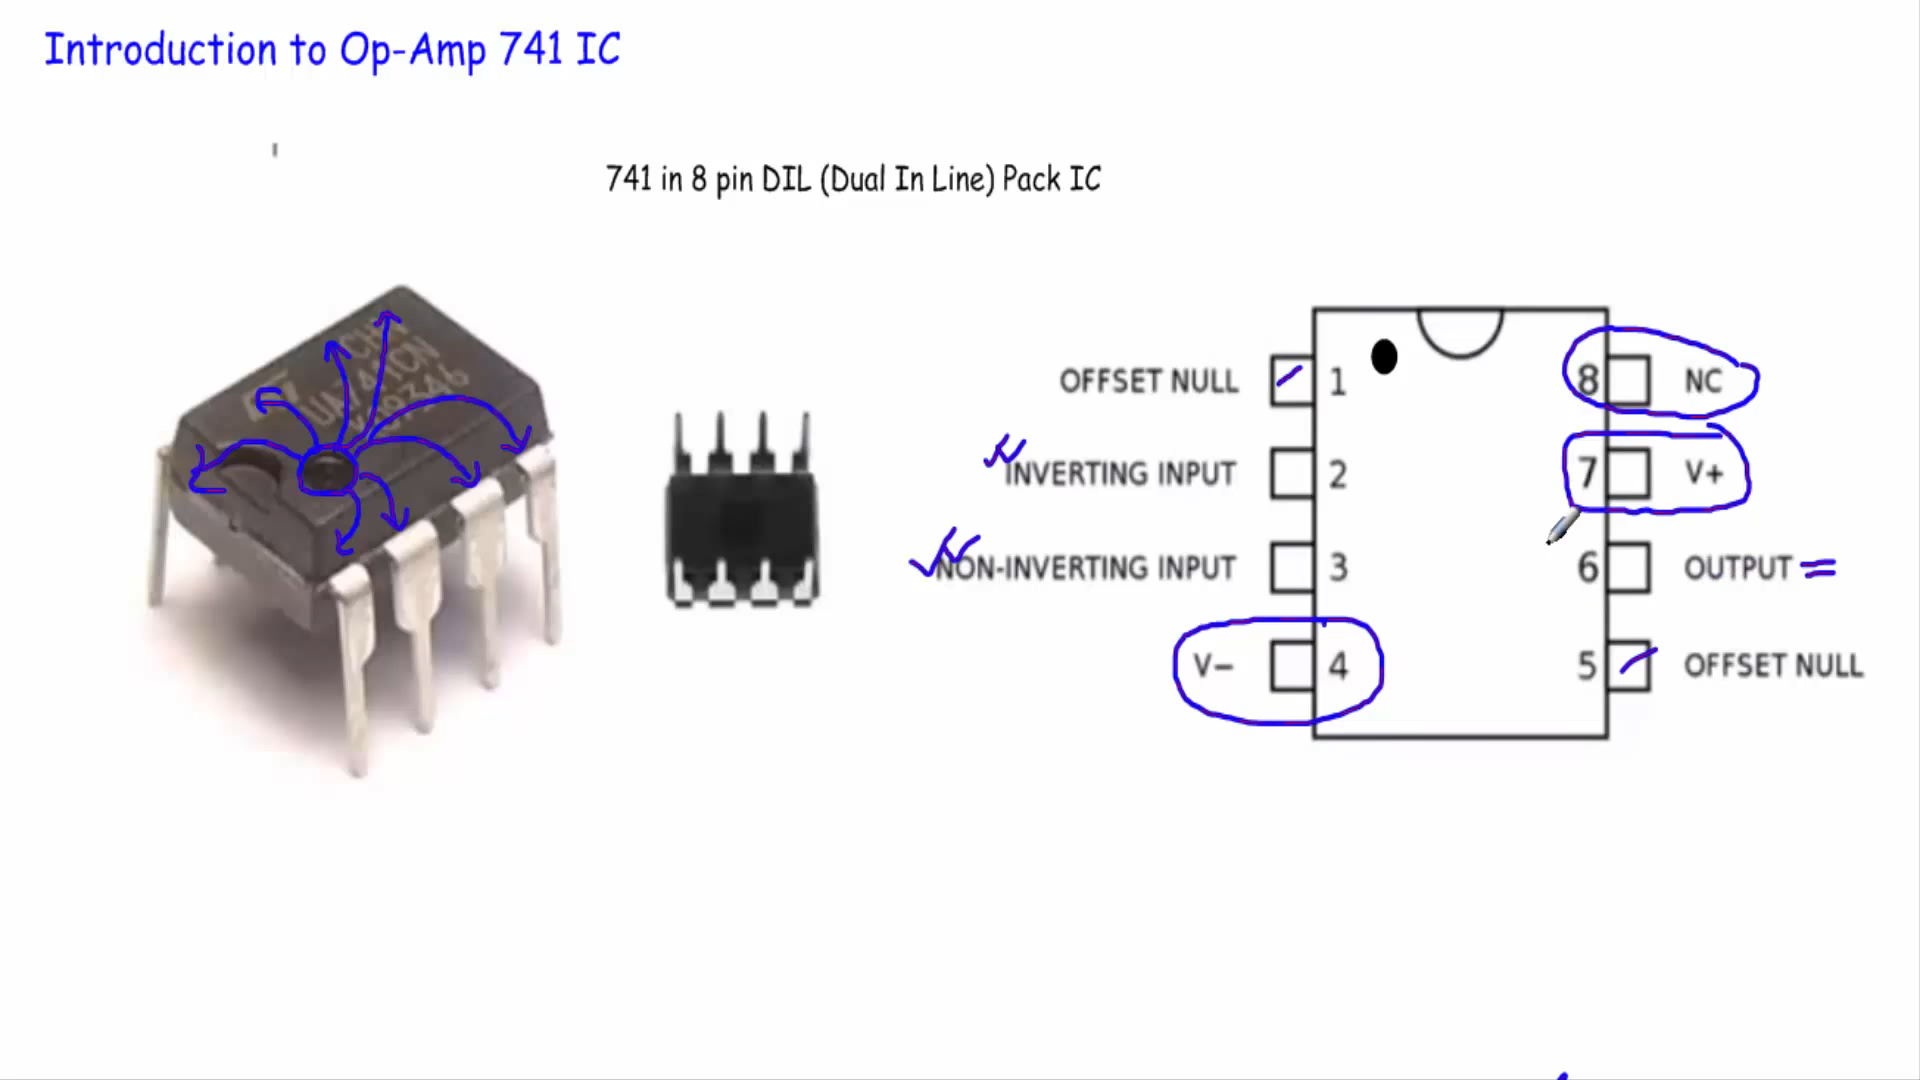 Introduction to Op-Amp 741 IC
741 in 8 pin DIL (Dual In Line) Pack IC
OFFSET NULL 1 8 NC
INVERTING INPUT 2 7 V+
NON-INVERTING INPUT 3 6 OUTPUT
V− 4 5 OFFSET NULL